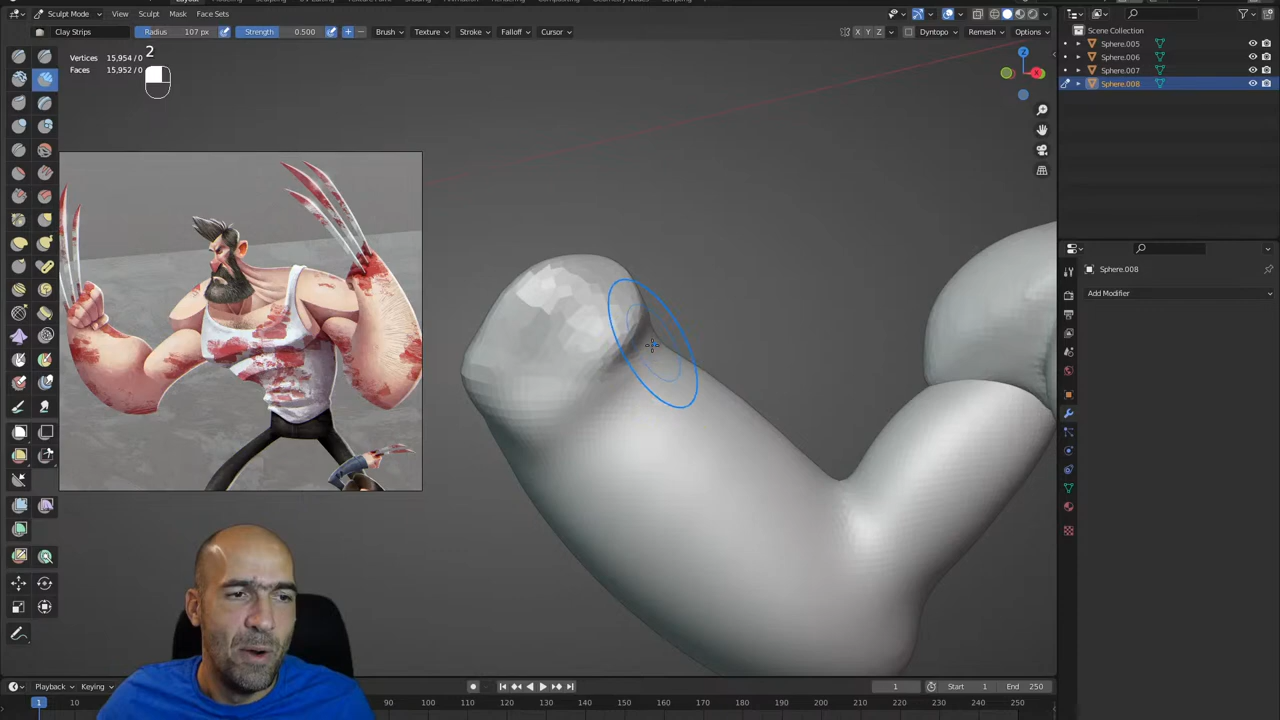 Sculpt Mode View Sculpt Mask Face Sets Options
Clay Strips Radius 107 px Strength 0.500 Brush Texture Stroke Falloff Cursor X Y Z Dyntopo Remesh Options
Vertices 15,954 / 0
Faces 15,952 / 0
2
Z
Scene Collection
Sphere.005
Sphere.006
Sphere.007
Sphere.008
Sphere.008
Add Modifier
Playback Keying 1 Start 1 End 250
1 10 80 90 100 110 120 130 140 150 160 170 180 190 200 210 220 230 240 250